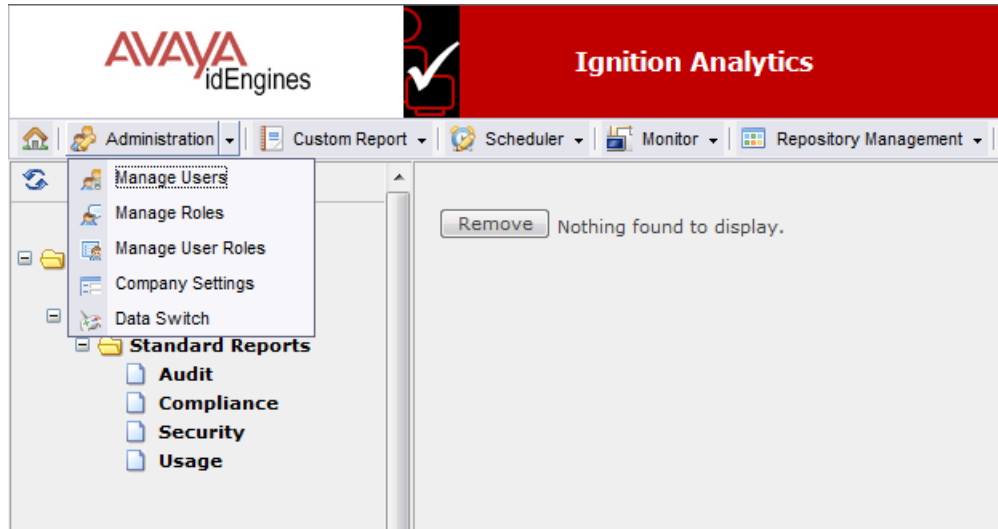 AVAYA
idEngines
Ignition Analytics
Administration
Custom Report
Scheduler
Monitor
Repository Management
Manage Users
Manage Roles
Manage User Roles
Company Settings
Data Switch
Standard Reports
Audit
Compliance
Security
Usage
Remove
Nothing found to display.